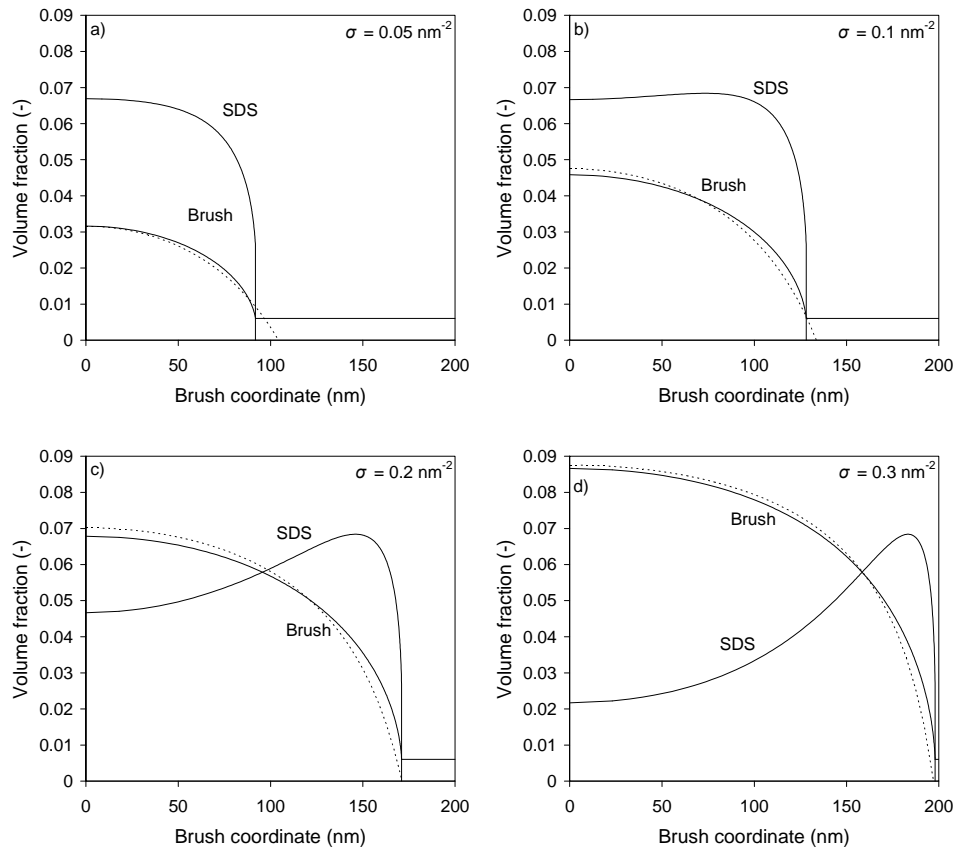 a)
σ = 0.05 nm⁻²
SDS
Brush
Volume fraction (-)
0.09
0.08
0.07
0.06
0.05
0.04
0.03
0.02
0.01
0
0 50 100 150 200
Brush coordinate (nm)
b)
σ = 0.1 nm⁻²
SDS
Brush
Volume fraction (-)
0.09
0.08
0.07
0.06
0.05
0.04
0.03
0.02
0.01
0
0 50 100 150 200
Brush coordinate (nm)
c)
σ = 0.2 nm⁻²
SDS
Brush
Volume fraction (-)
0.09
0.08
0.07
0.06
0.05
0.04
0.03
0.02
0.01
0
0 50 100 150 200
Brush coordinate (nm)
d)
σ = 0.3 nm⁻²
Brush
SDS
Volume fraction (-)
0.09
0.08
0.07
0.06
0.05
0.04
0.03
0.02
0.01
0
0 50 100 150 200
Brush coordinate (nm)